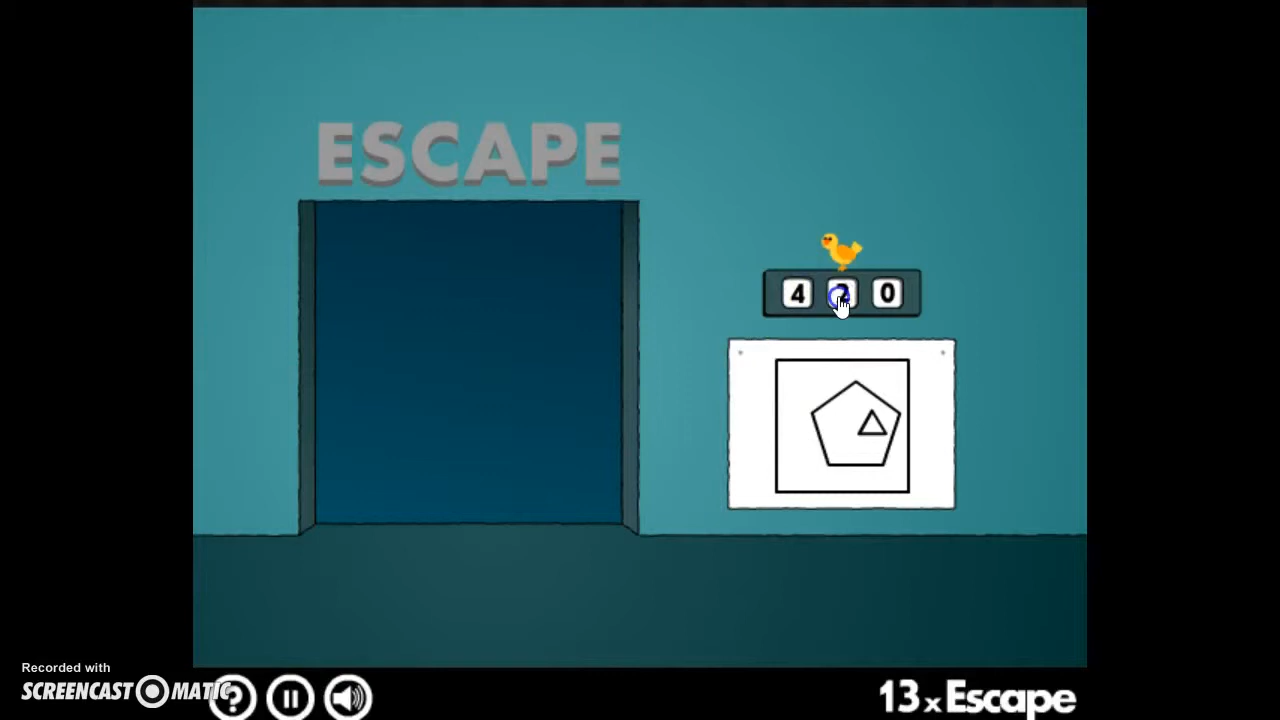 ESCAPE
4 0
Recorded with
SCREENCAST MATIC
?
13xEscape